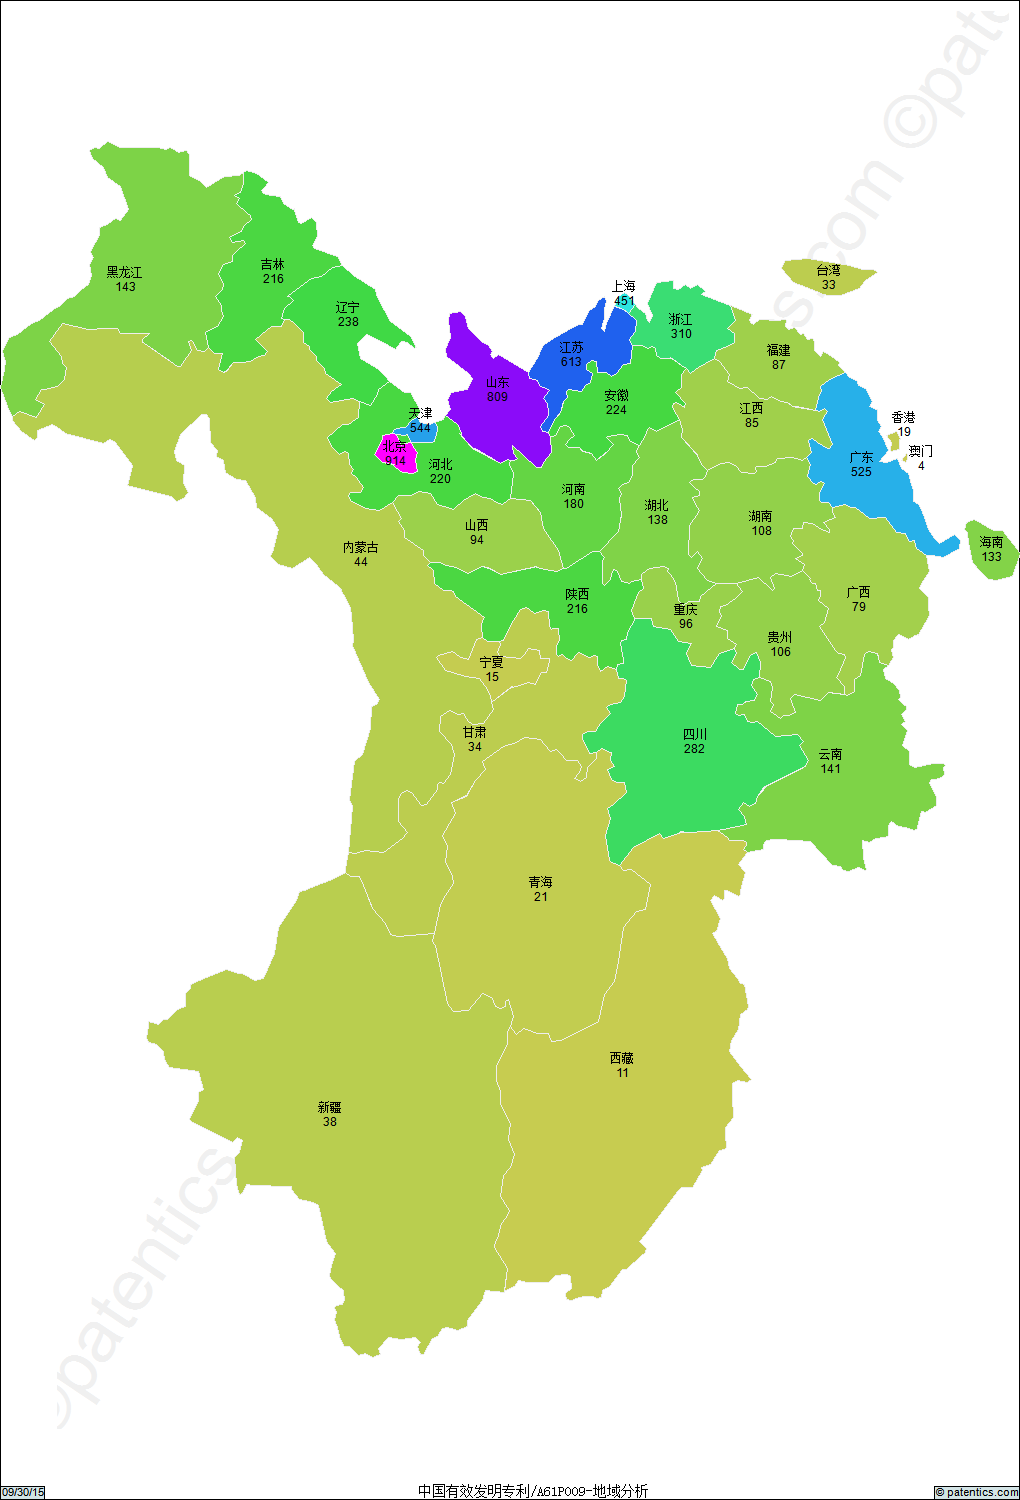 ©patentics.com ©pate
黑龙江
143
吉林
216
辽宁
238
台湾
33
上海
451
浙江
310
江苏
613
福建
87
山东
809
安徽
224
江西
85
天津
544
香港
19
北京
914
河北
220
广东
525
澳门
4
河南
180
湖北
138
湖南
108
山西
94
海南
133
内蒙古
44
陕西
216
重庆
96
广西
79
贵州
106
宁夏
15
甘肃
34
四川
282
云南
141
青海
21
西藏
11
新疆
38
09/30/15
中国有效发明专利/A61P009-地域分析
© patentics.com